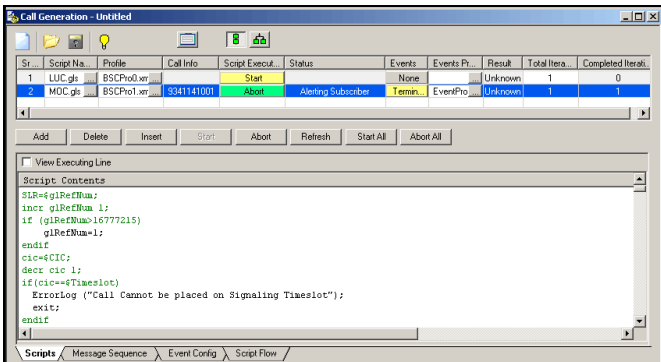 Call Generation - Untitled
Sr... Script Na... Profile Call Info Script Execut... Status Events Events Pr... Result Total Itera... Completed Iterati...
1 LUC.gls ... BSCPro0.xm ... Start None ... Unknown 1 0
2 MOC.gls ... BSCPro1.xm ... 9341141001 Abort Alerting Subscriber Termin... EventPro ... Unknown 1 1
Add Delete Insert Start Abort Refresh Start All Abort All
View Executing Line
Script Contents
SLR=$glRefNum;
incr glRefNum 1;
if (glRefNum>16777215)
glRefNum=1;
endif
cic=$CIC;
decr cic 1;
if(cic==$Timeslot)
ErrorLog ("Call Cannot be placed on Signaling Timeslot");
exit;
endif
Scripts Message Sequence Event Config Script Flow